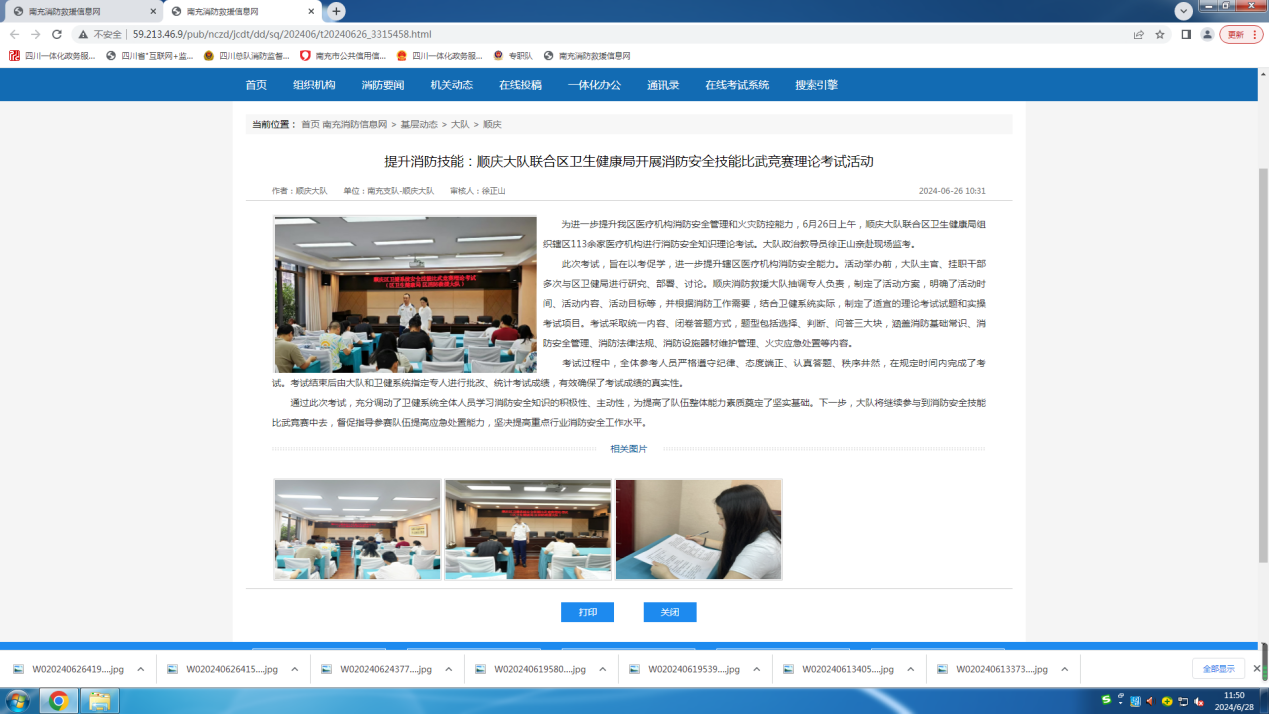 南充消防救援信息网
南充消防救援信息网
不安全 59.213.46.9/pub/nczd/jcdt/dd/sq/202406/t20240626_3315458.html
更新
四川一体化政务服...
四川省"互联网+监...
四川总队消防监督...
南充市公共信用信...
四川一体化政务服...
专职队
南充消防救援信息网
首页 组织机构 消防要闻 机关动态 在线投稿 一体化办公 通讯录 在线考试系统 搜索引擎
当前位置： 首页 南充消防信息网 > 基层动态 > 大队 > 顺庆
提升消防技能：顺庆大队联合区卫生健康局开展消防安全技能比武竞赛理论考试活动
作者：顺庆大队 单位：南充支队-顺庆大队 审核人：徐正山 2024-06-26 10:31
为进一步提升我区医疗机构消防安全管理和火灾防控能力，6月26日上午，顺庆大队联合区卫生健康局组
织辖区113余家医疗机构进行消防安全知识理论考试。大队政治教导员徐正山亲赴现场监考。
此次考试，旨在以考促学，进一步提升辖区医疗机构消防安全能力。活动举办前，大队主官、挂职干部
多次与区卫健局进行研究、部署、讨论。顺庆消防救援大队抽调专人负责，制定了活动方案，明确了活动时
间、活动内容、活动目标等，并根据消防工作需要，结合卫健系统实际，制定了适宜的理论考试试题和实操
考试项目。考试采取统一内容、闭卷答题方式，题型包括选择、判断、问答三大块，涵盖消防基础常识、消
防安全管理、消防法律法规、消防设施器材维护管理、火灾应急处置等内容。
考试过程中，全体参考人员严格遵守纪律、态度端正、认真答题、秩序井然，在规定时间内完成了考
试。考试结束后由大队和卫健系统指定专人进行批改、统计考试成绩，有效确保了考试成绩的真实性。
通过此次考试，充分调动了卫健系统全体人员学习消防安全知识的积极性、主动性，为提高了队伍整体能力素质奠定了坚实基础。下一步，大队将继续参与到消防安全技能
比武竞赛中去，督促指导参赛队伍提高应急处置能力，坚决提高重点行业消防安全工作水平。
相关图片
打印 关闭
W020240626419....jpg
W020240626415....jpg
W020240624377....jpg
W020240619580....jpg
W020240619539....jpg
W020240613405....jpg
W020240613373....jpg
全部显示
11:50
2024/6/28